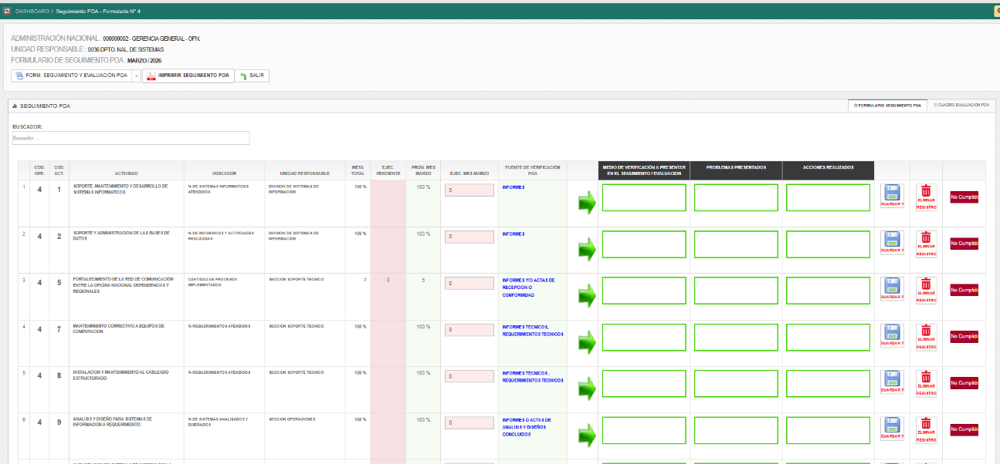 DASHBOARD / Seguimiento POA - Formulario N° 4
ADMINISTRACIÓN NACIONAL : 000000002 - GERENCIA GENERAL - OFN.
UNIDAD RESPONSABLE : 0036 DPTO. NAL. DE SISTEMAS
FORMULARIO DE SEGUIMIENTO POA : MARZO / 2026
FORM. SEGUIMIENTO Y EVALUACIÓN POA
IMPRIMIR SEGUIMIENTO POA
SALIR
SEGUIMIENTO POA
FORMULARIO SEGUIMIENTO POA
CUADRO EVALUACIÓN POA
BUSCADOR:
Buscador...
COD. OPE.
COD. ACT.
ACTIVIDAD
INDICADOR
UNIDAD RESPONSABLE
META TOTAL
EJEC. PENDIENTE
PROG. MES MARZO
EJEC. MES MARZO
FUENTE DE VERIFICACIÓN POA
MEDIO DE VERIFICACIÓN A PRESENTAR EN EL SEGUIMIENTO / EVALUACIÓN
PROBLEMAS PRESENTADOS
ACCIONES REALIZADOS
1
4
1
SOPORTE, MANTENIMIENTO Y DESARROLLO DE
SISTEMAS INFORMATICOS
% DE SISTEMAS INFORMATICOS
ATENDIDOS
DIVISION DE SISTEMAS DE
INFORMACION
100 %
100 %
0
INFORMES
GUARDAR ?
ELIMINAR
REGISTRO
No Cumplido
2
4
2
SOPORTE Y ADMINISTRACION DE LAS BASES DE
DATOS
% DE INCIDENCIAS Y ACTIVIDADES
REALIZADAS
DIVISION DE SISTEMAS DE
INFORMACION
100 %
100 %
0
INFORMES
GUARDAR ?
ELIMINAR
REGISTRO
No Cumplido
3
4
5
FORTALECIMIENTO DE LA RED DE COMUNICACIÓN
ENTRE LA OFICINA NACIONAL DEPENDENCIAS Y
REGIONALES
CANTIDAD DE PROCESOS
IMPLEMENTADOS
SECCION SOPORTE TECNICO
7
0
5
0
INFORMES Y/O ACTAS DE
RECEPCION O
CONFORMIDAD
GUARDAR ?
ELIMINAR
REGISTRO
No Cumplido
4
4
7
MANTENIMIENTO CORRECTIVO A EQUIPOS DE
COMPUTACION
% REQUERIMIENTOS ATENDIDOS
SECCION SOPORTE TECNICO
100 %
100 %
0
INFORMES TECNICOS,
REQUERIMIENTOS TECNICOS
GUARDAR ?
ELIMINAR
REGISTRO
No Cumplido
5
4
8
INSTALACION Y MANTENIMIENTO AL CABLEADO
ESTRUCTURADO
% REQUERIMIENTOS ATENDIDOS
SECCION SOPORTE TECNICO
100 %
100 %
0
INFORMES TECNICOS ,
REQUERIMIENTOS TÉCNICOS
GUARDAR ?
ELIMINAR
REGISTRO
No Cumplido
6
4
9
ANALISIS Y DISEÑO PARA SISTEMAS DE
INFORMACION A REQUERIMIENTO
% DE SISTEMAS ANALISADOS Y
DISEÑADOS
SECCION OPERACIONES
100 %
100 %
0
INFORMES O ACTAS DE
ANALISIS Y DISEÑOS
CONCLUIDOS
GUARDAR ?
ELIMINAR
REGISTRO
No Cumplido